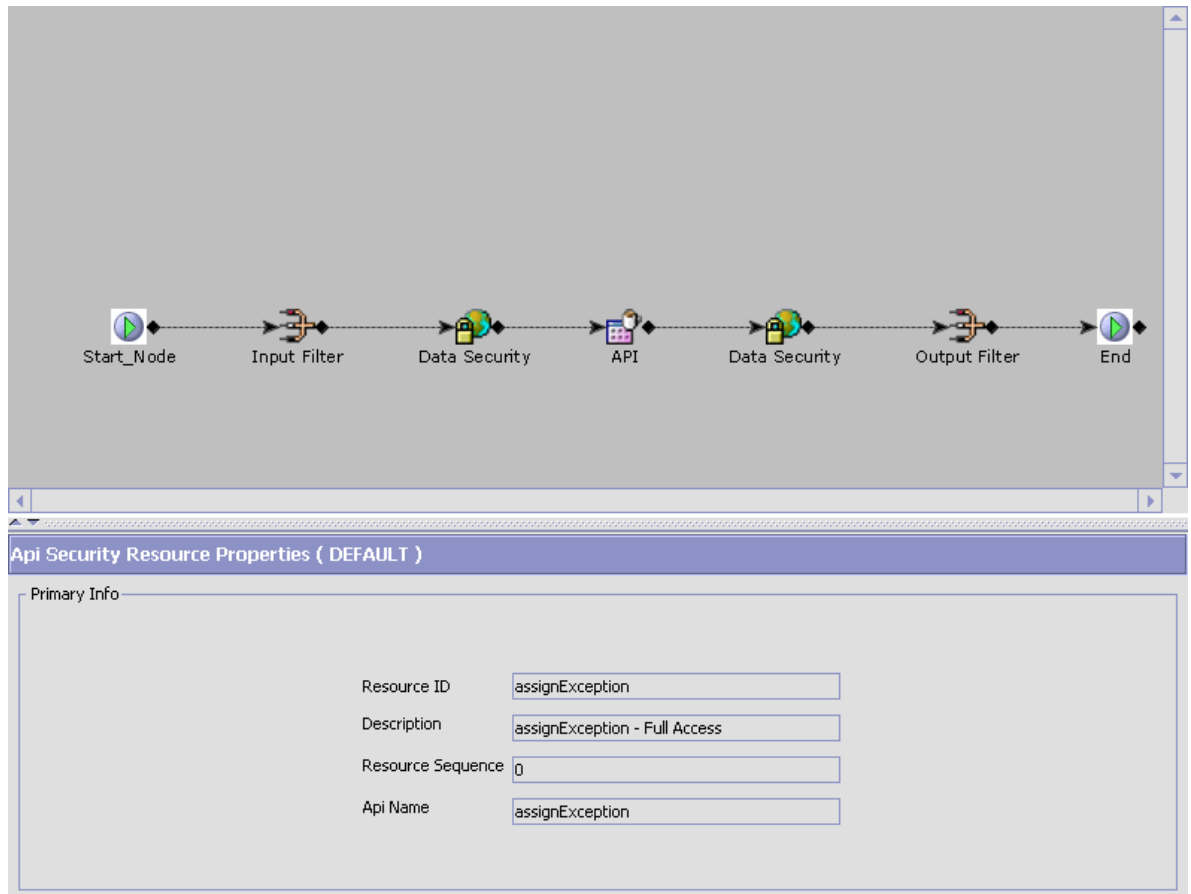 Start_Node
Input Filter
Data Security
API
Data Security
Output Filter
End
Api Security Resource Properties ( DEFAULT )
Primary Info
Resource ID assignException
Description assignException - Full Access
Resource Sequence 0
Api Name assignException